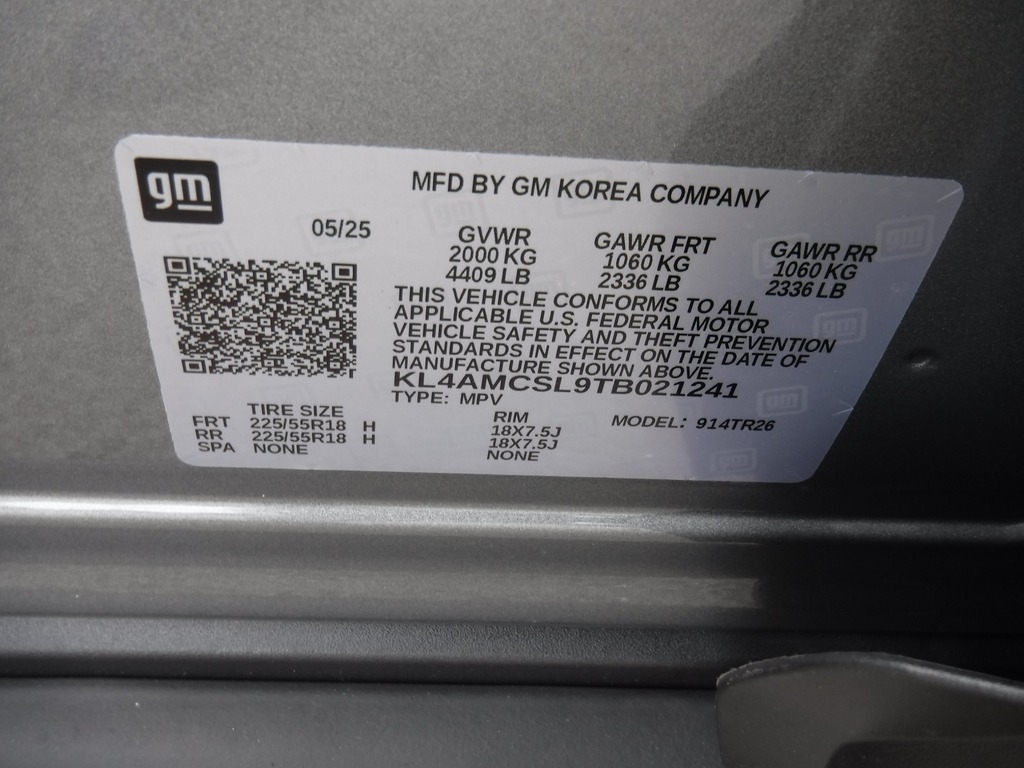 gm
MFD BY GM KOREA COMPANY
05/25
GVWR
2000 KG
4409 LB
GAWR FRT
1060 KG
2336 LB
GAWR RR
1060 KG
2336 LB
THIS VEHICLE CONFORMS TO ALL
APPLICABLE U.S. FEDERAL MOTOR
VEHICLE SAFETY AND THEFT PREVENTION
STANDARDS IN EFFECT ON THE DATE OF
MANUFACTURE SHOWN ABOVE.
KL4AMCSL9TB021241
TYPE: MPV
TIRE SIZE
FRT 225/55R18 H
RR 225/55R18 H
SPA NONE
RIM
18X7.5J
18X7.5J
NONE
MODEL: 914TR26